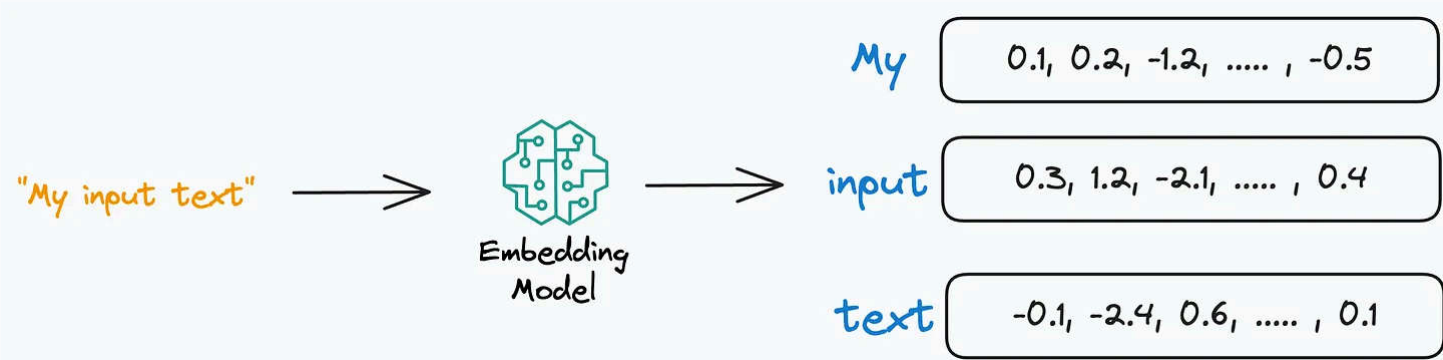 "My input text"
Embedding
Model
My
0.1, 0.2, -1.2, ..... , -0.5
input
0.3, 1.2, -2.1, ..... , 0.4
text
-0.1, -2.4, 0.6, ..... , 0.1